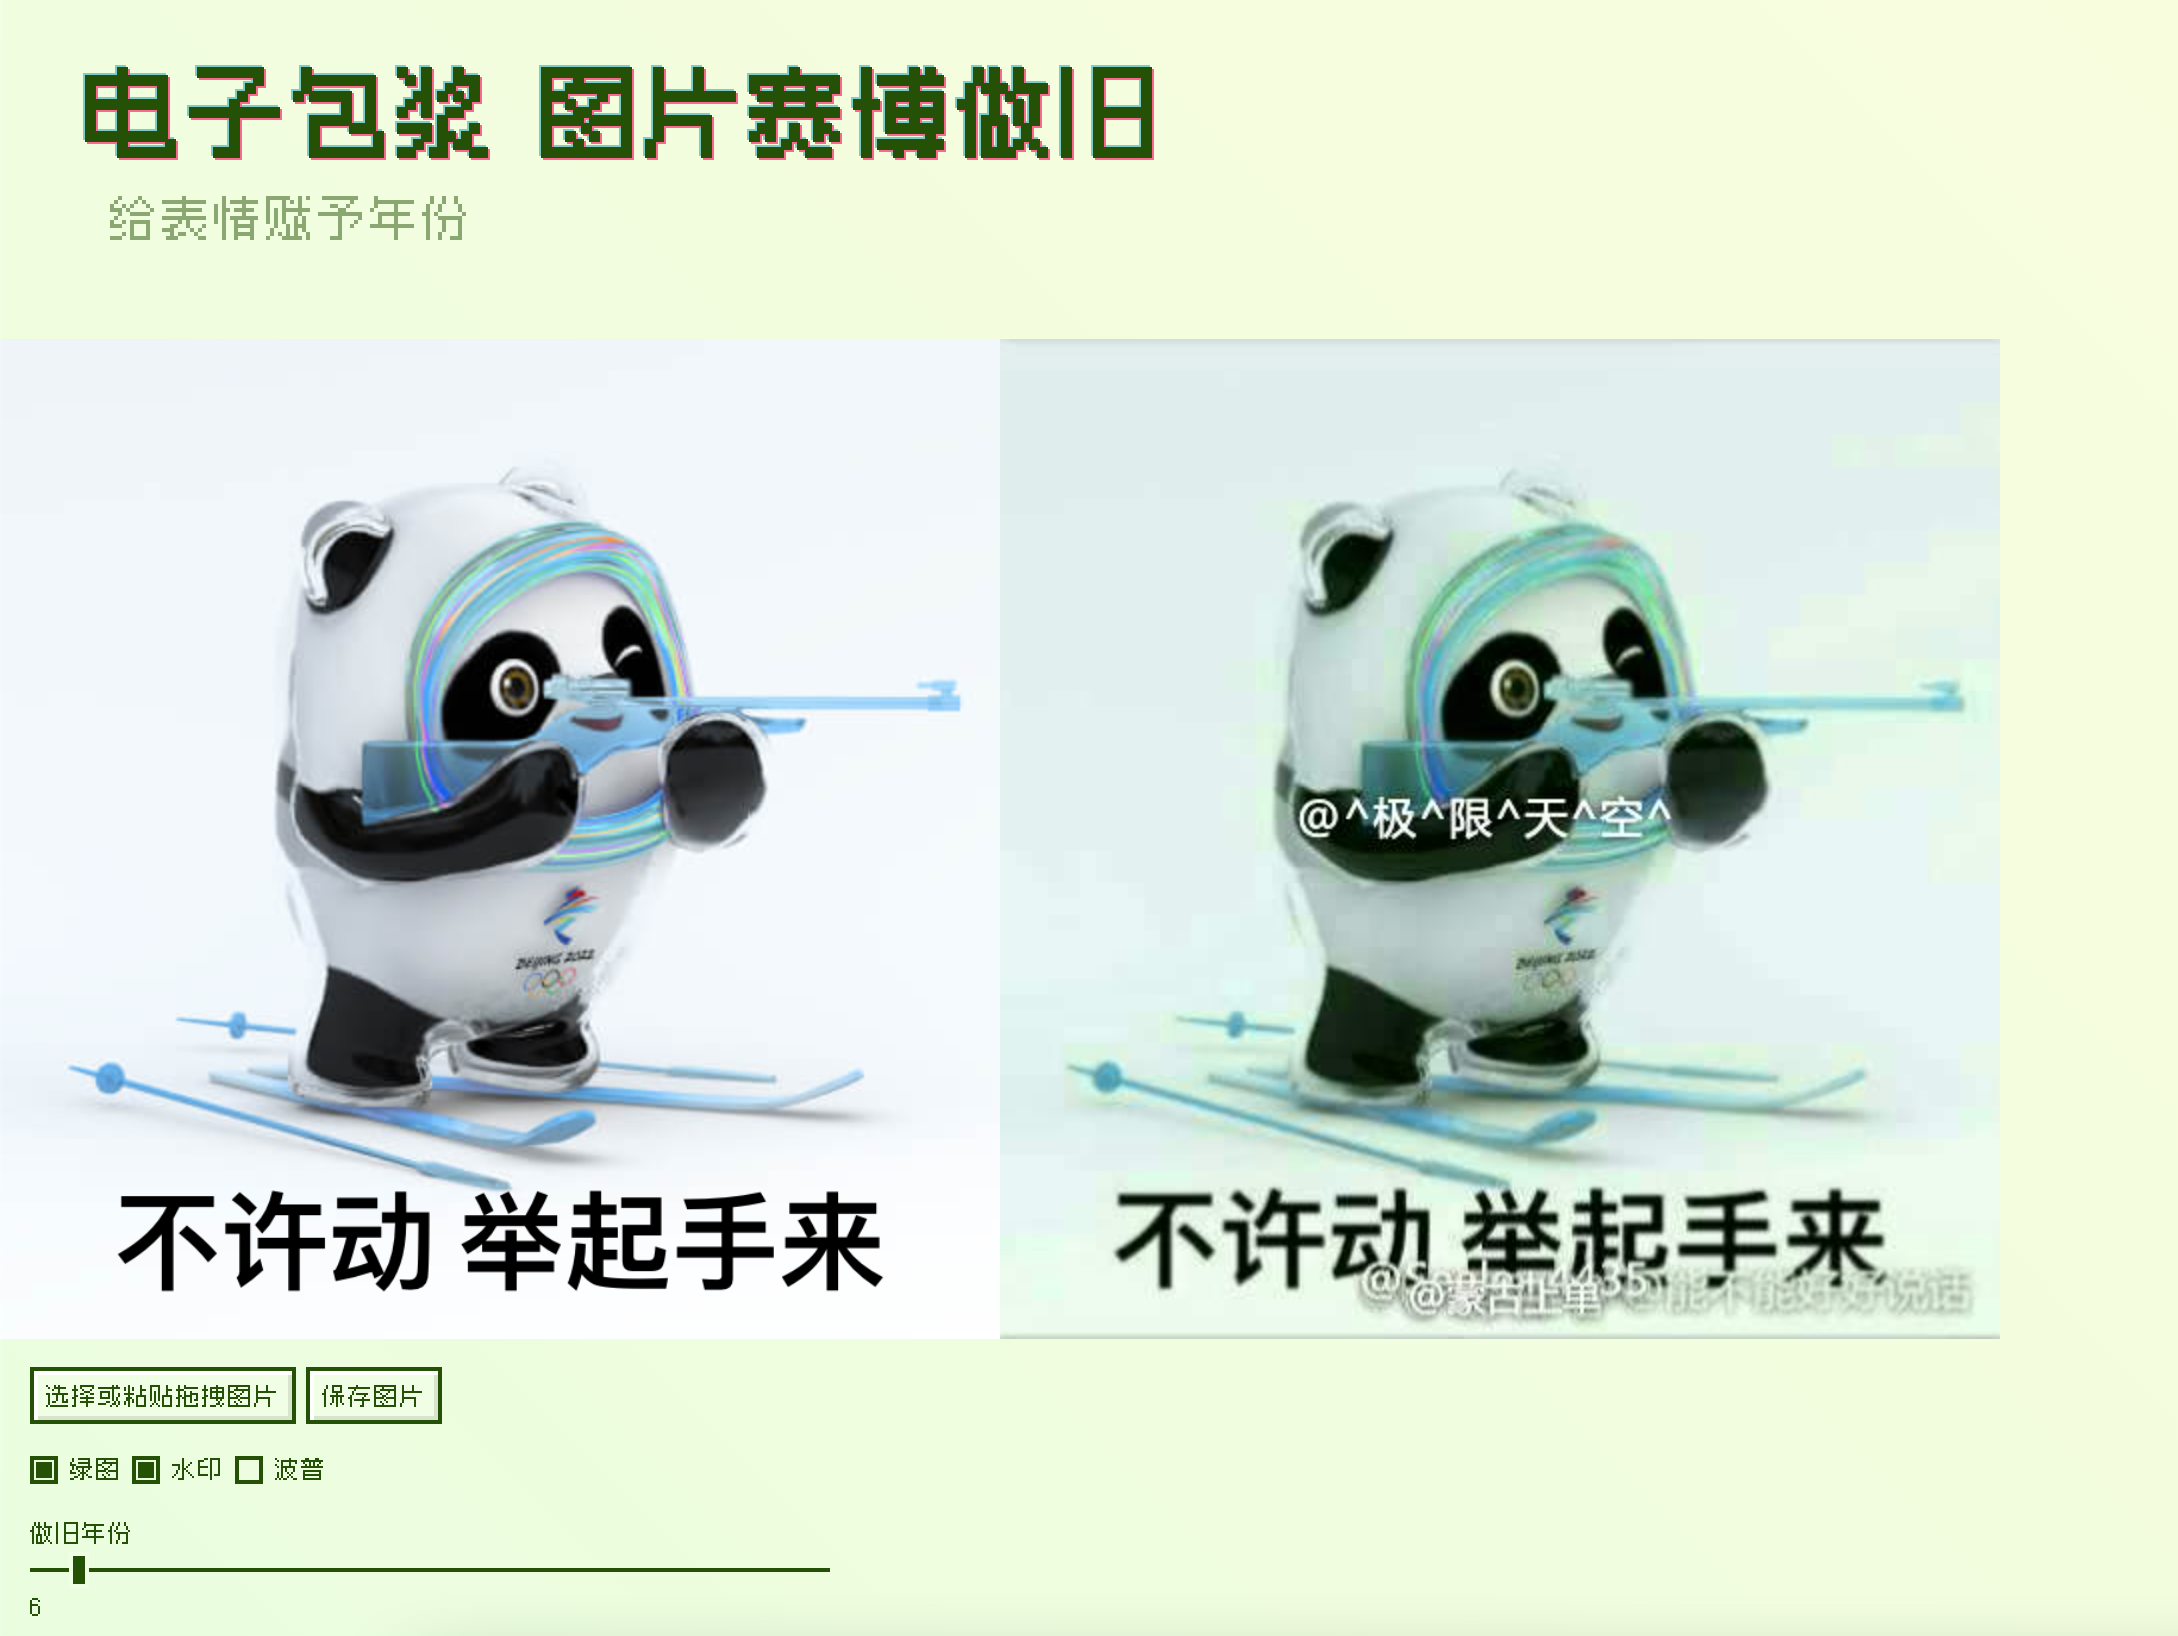 电子包浆 图片赛博做旧
给表情赋予年份
BEIJING 2022
不许动 举起手来
@^极^限^天^空^
BEIJING 2022
不许动 举起手来
能不能好好说话
@蒙古上单
选择或粘贴拖拽图片
保存图片
绿图 水印 波普
做旧年份
6